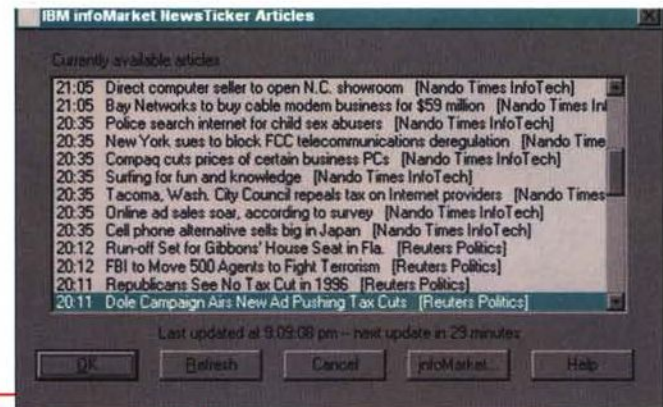 IBM infoMarket NewsTicker Articles
Currently available articles
21:05 Direct computer seller to open N.C. showroom [Nando Times InfoTech]
21:05 Bay Networks to buy cable modem business for $59 million [Nando Times Inf
20:35 Police search internet for child sex abusers [Nando Times InfoTech]
20:35 New York sues to block FCC telecommunications deregulation [Nando Time
20:35 Compaq cuts prices of certain business PCs [Nando Times InfoTech]
20:35 Surfing for fun and knowledge [Nando Times InfoTech]
20:35 Tacoma, Wash. City Council repeals tax on Internet providers [Nando Times
20:35 Online ad sales soar, according to survey [Nando Times InfoTech]
20:35 Cell phone alternative sells big in Japan [Nando Times InfoTech]
20:12 Run-off Set for Gibbons' House Seat in Fla. [Reuters Politics]
20:12 FBI to Move 500 Agents to Fight Terrorism [Reuters Politics]
20:11 Republicans See No Tax Cut in 1996 [Reuters Politics]
20:11 Dole Campaign Airs New Ad Pushing Tax Cuts [Reuters Politics]
Last updated at 9:09:08 pm -- next update in 29 minutes
OK Refresh Cancel infoMarket... Help